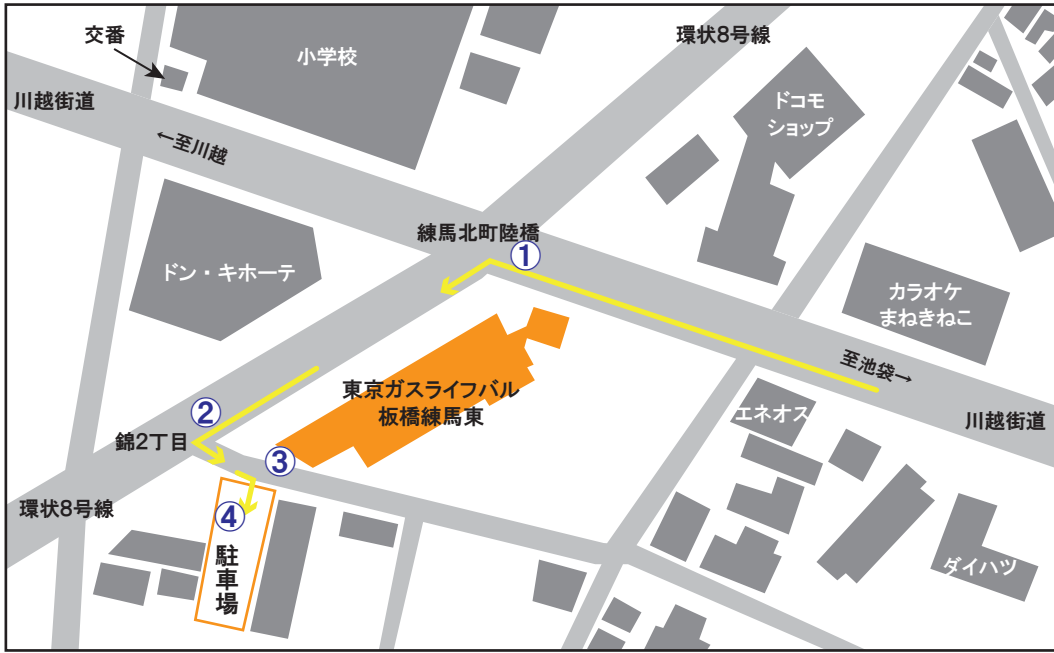 交番
小学校
環状8号線
川越街道
ドコモ
ショップ
←至川越
練馬北町陸橋
①
ドン・キホーテ
カラオケ
まねきねこ
至池袋→
東京ガスライフバル
板橋練馬東
エネオス
川越街道
②
錦2丁目
③
環状8号線
④
駐車場
ダイハツ